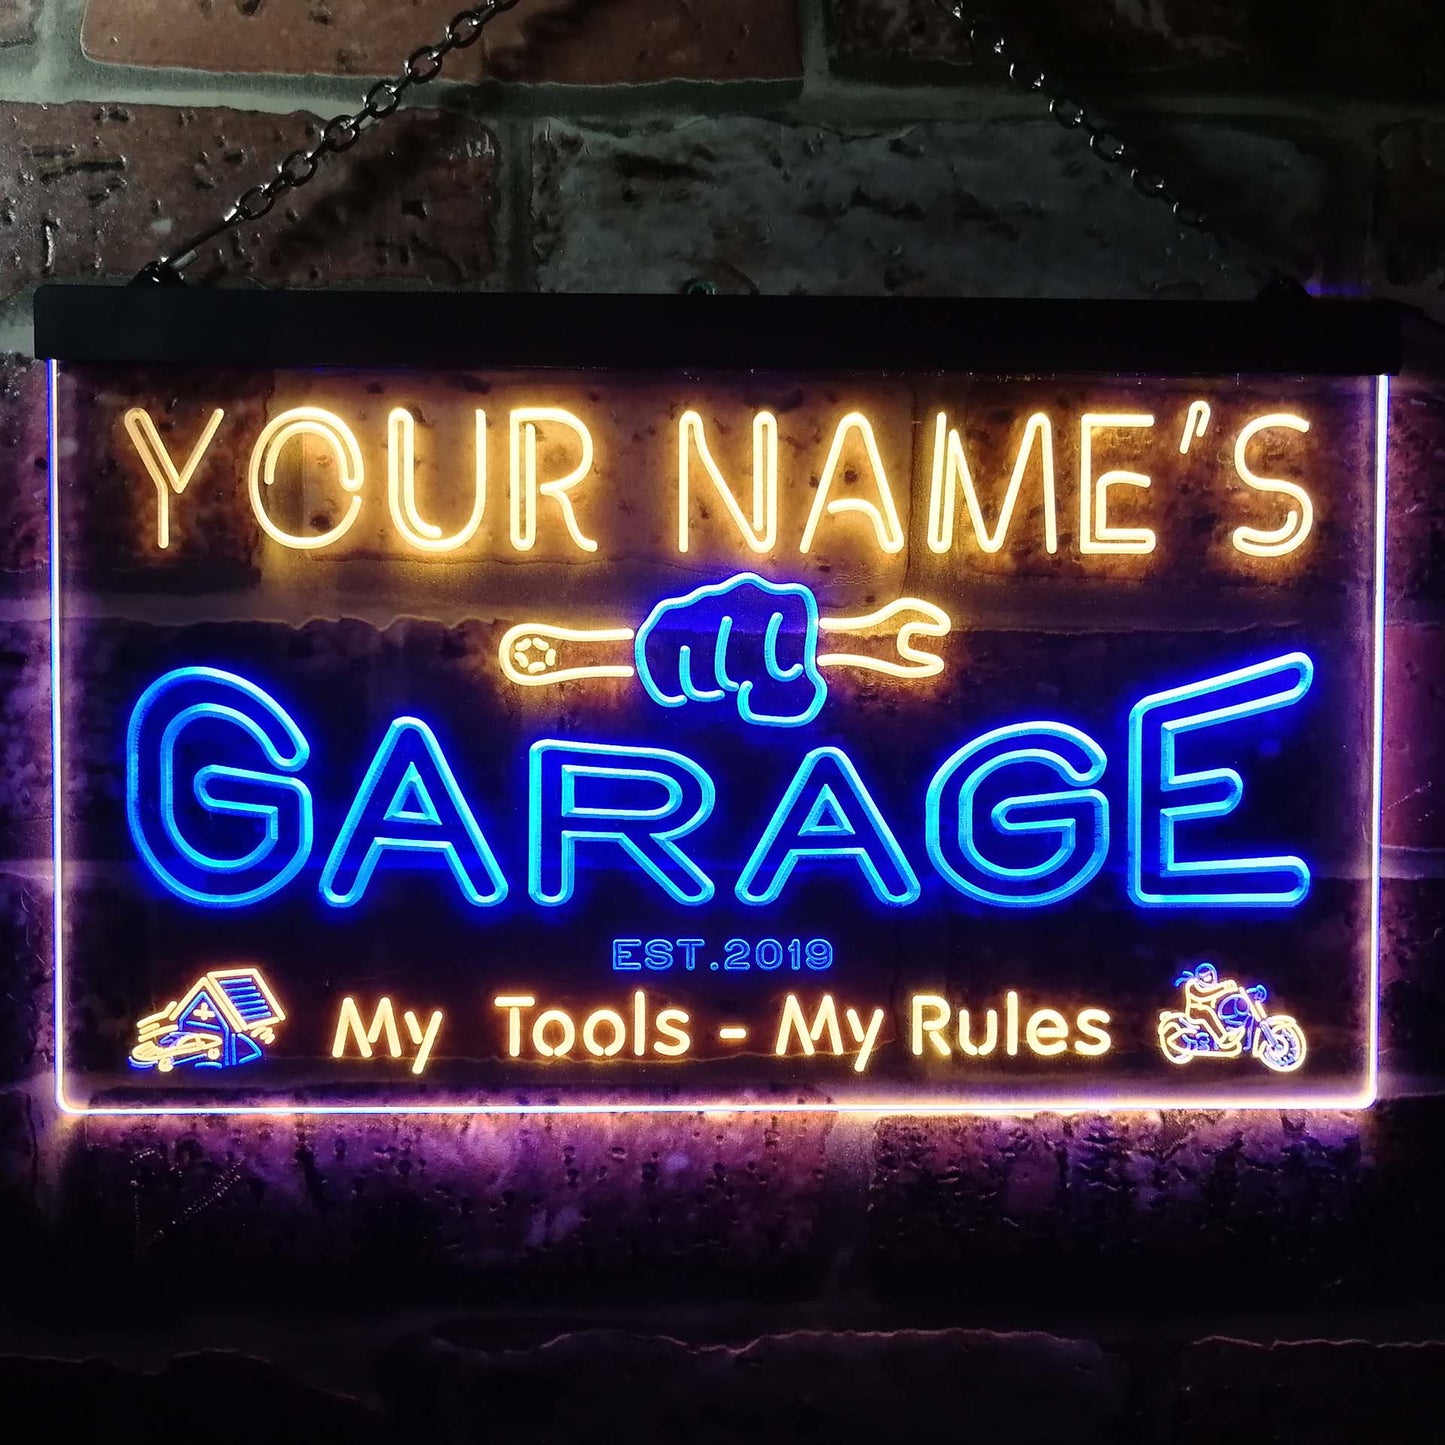 YOUR NAME'S
GARAGE
EST.2019
My Tools - My Rules